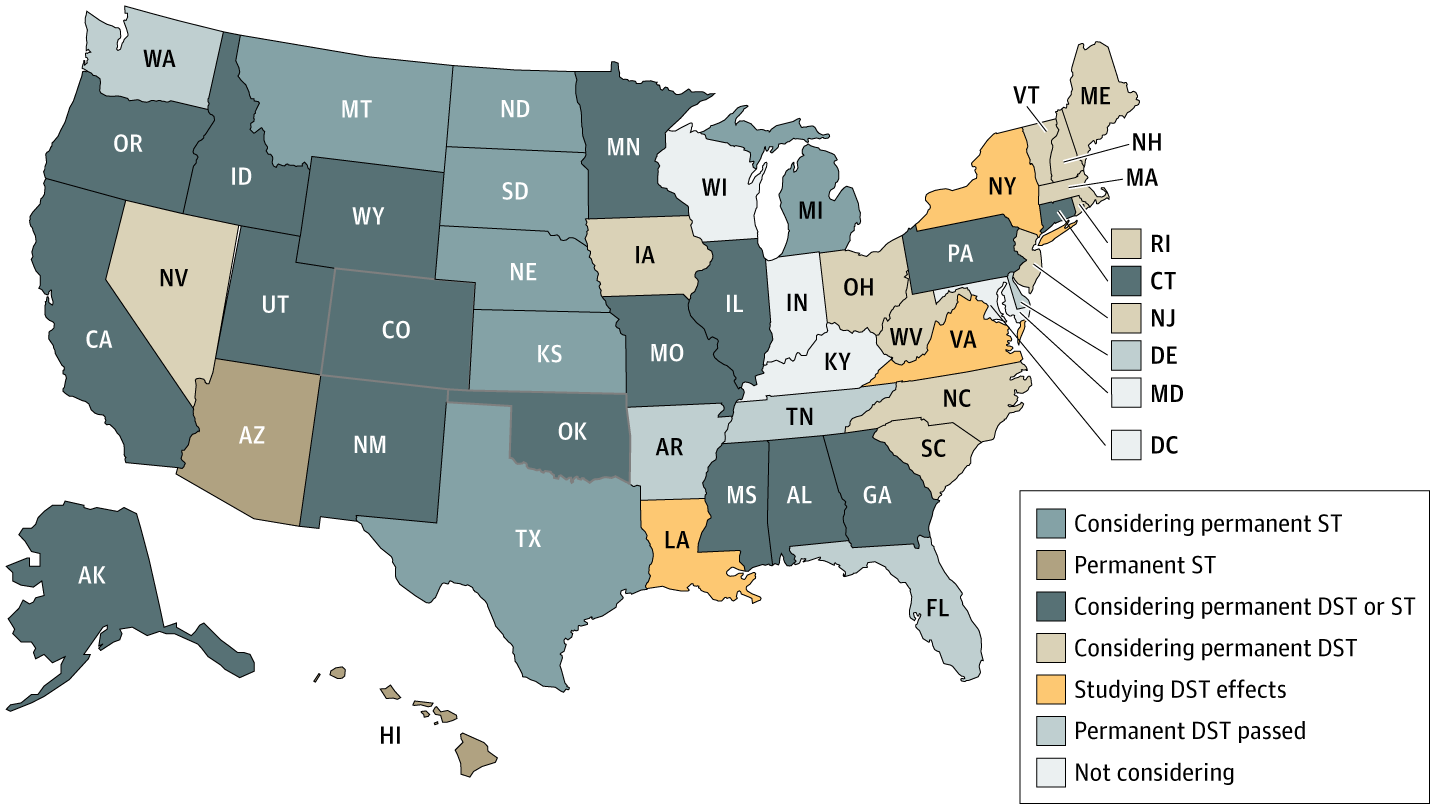 WA
MT
ND
MN
VT
ME
OR
ID
WY
SD
WI
MI
NY
NH
MA
NV
UT
CO
NE
IA
IL
IN
OH
PA
RI
CT
NJ
DE
MD
DC
CA
KS
MO
KY
WV
VA
AZ
NM
OK
AR
TN
NC
SC
TX
LA
MS
AL
GA
FL
AK
HI
Considering permanent ST
Permanent ST
Considering permanent DST or ST
Considering permanent DST
Studying DST effects
Permanent DST passed
Not considering